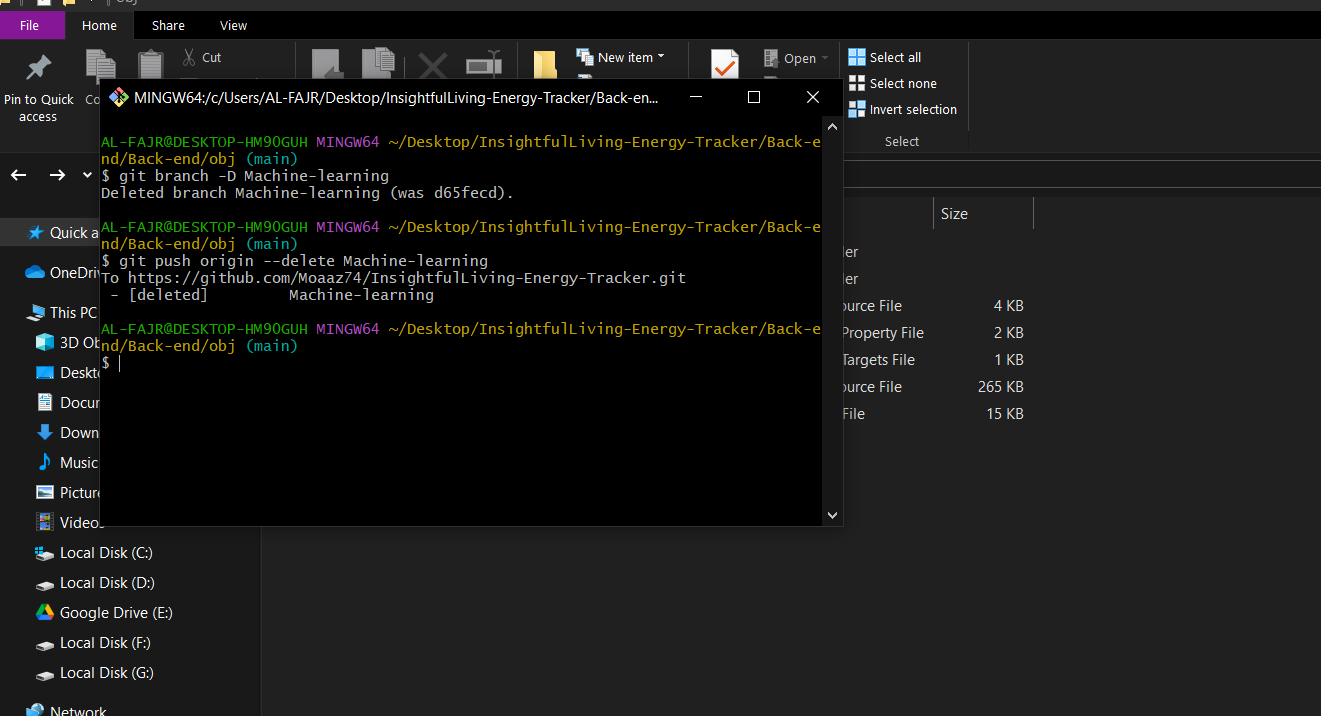 File
Home
Share
View
Pin to Quick
access
Cut
New item
Open
Select all
Select none
Invert selection
Select
MINGW64:/c/Users/AL-FAJR/Desktop/InsightfulLiving-Energy-Tracker/Back-en...
AL-FAJR@DESKTOP-HM90GUH MINGW64 ~/Desktop/InsightfulLiving-Energy-Tracker/Back-e
nd/Back-end/obj (main)
$ git branch -D Machine-learning
Deleted branch Machine-learning (was d65fecd).
AL-FAJR@DESKTOP-HM90GUH MINGW64 ~/Desktop/InsightfulLiving-Energy-Tracker/Back-e
nd/Back-end/obj (main)
$ git push origin --delete Machine-learning
To https://github.com/Moaaz74/InsightfulLiving-Energy-Tracker.git
- [deleted] Machine-learning
AL-FAJR@DESKTOP-HM90GUH MINGW64 ~/Desktop/InsightfulLiving-Energy-Tracker/Back-e
nd/Back-end/obj (main)
$
Quick a
OneDriv
This PC
3D Ob
Deskto
Docum
Down
Music
Picture
Videos
Local Disk (C:)
Local Disk (D:)
Google Drive (E:)
Local Disk (F:)
Local Disk (G:)
Network
Size
der
der
ource File 4 KB
Property File 2 KB
Targets File 1 KB
ource File 265 KB
File 15 KB